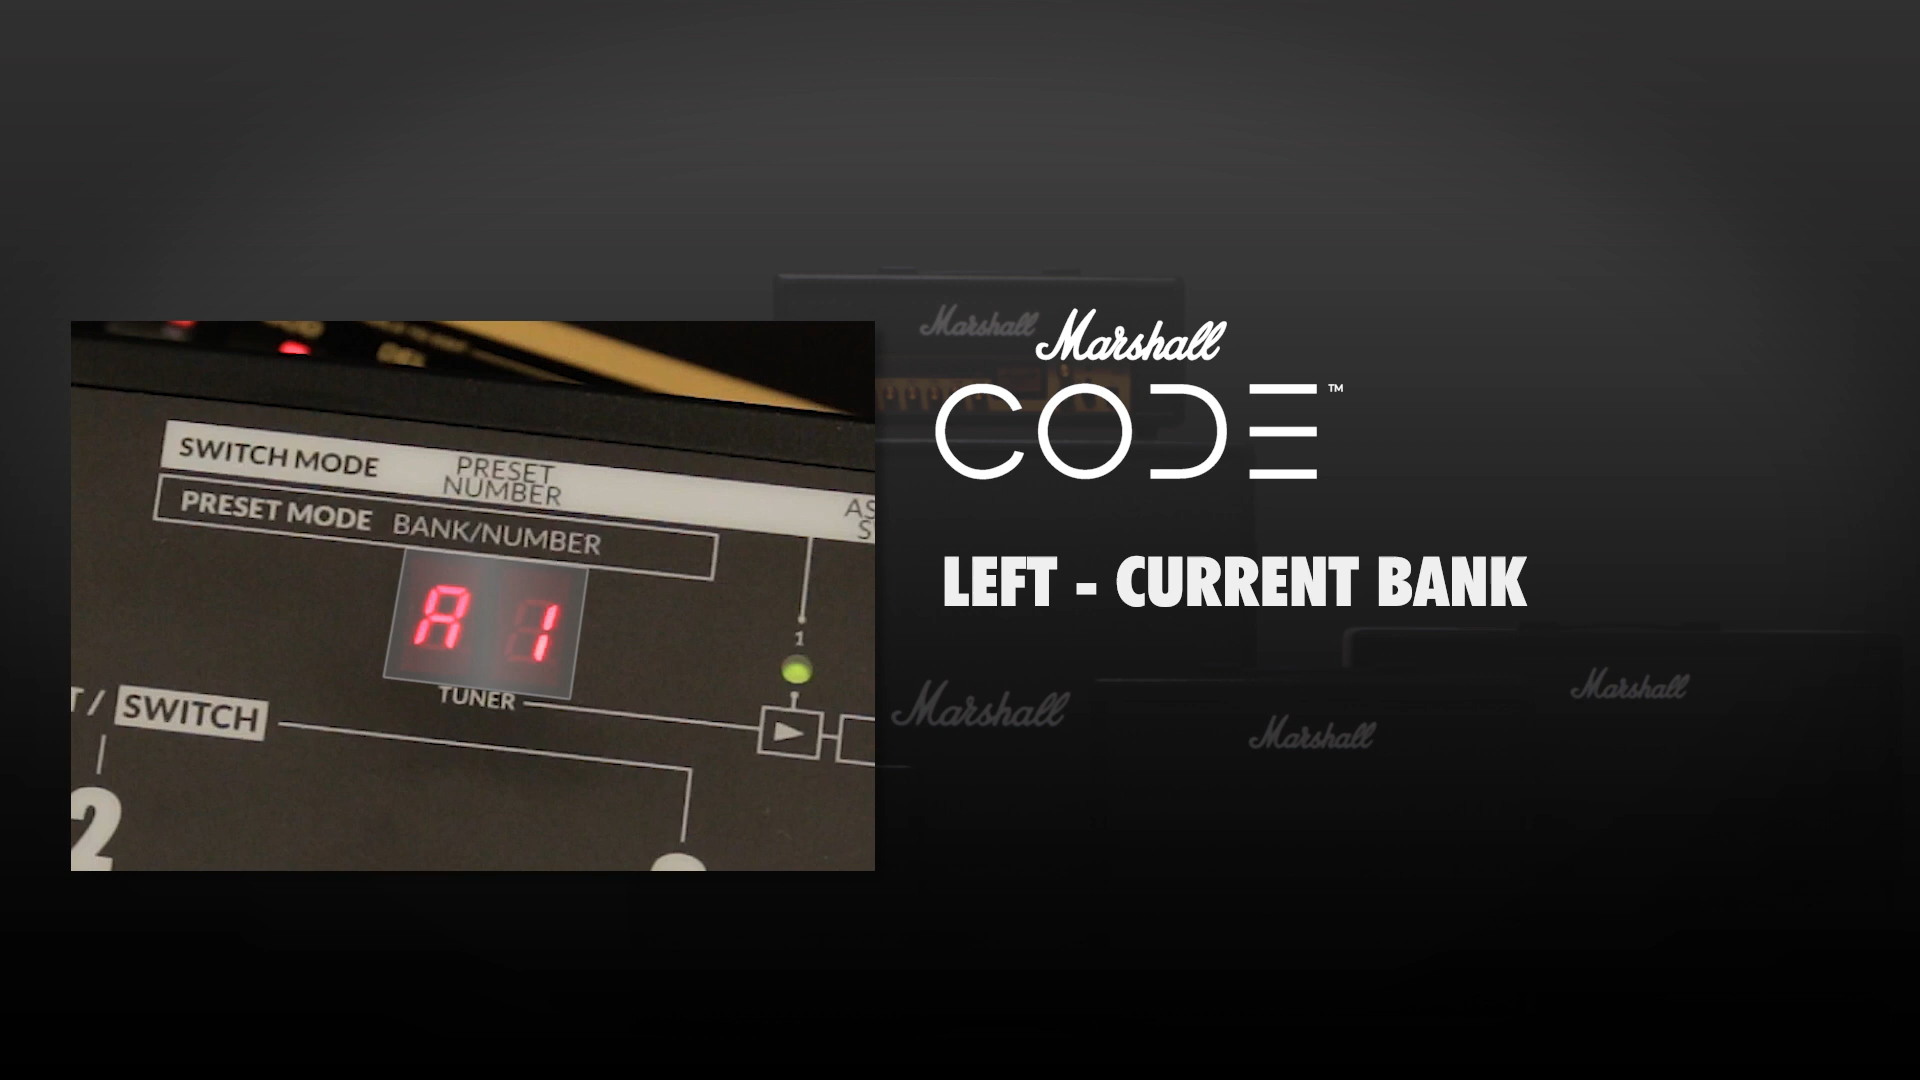 Marshall
Marshall
CODE™
SWITCH MODE PRESET NUMBER
PRESET MODE BANK/NUMBER
A 1
1
TUNER
/ SWITCH
2
LEFT - CURRENT BANK
Marshall
Marshall
Marshall